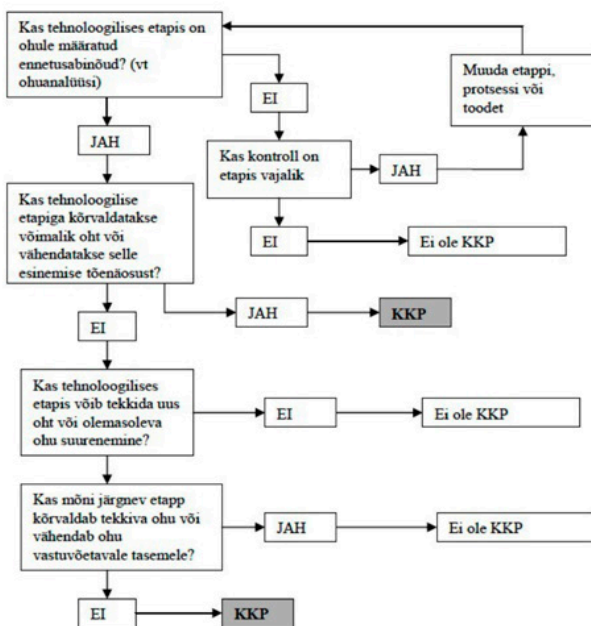 Kas tehnoloogilises etapis on
ohule määratud
ennetusabinõud? (vt
ohuanalüüsi)
Muuda etappi,
protsessi või
toodet
EI
JAH
Kas kontroll on
etapis vajalik
JAH
Kas tehnoloogilise
etapiga kõrvaldatakse
võimalik oht või
vähendatakse selle
esinemise tõenäosust?
EI
Ei ole KKP
JAH
KKP
EI
Kas tehnoloogilises
etapis võib tekkida uus
oht või olemasoleva
ohu suurenemine?
EI
Ei ole KKP
Kas mõni järgnev etapp
kõrvaldab tekkiva ohu või
vähendab ohu
vastuvõetavale tasemele?
JAH
Ei ole KKP
EI
KKP